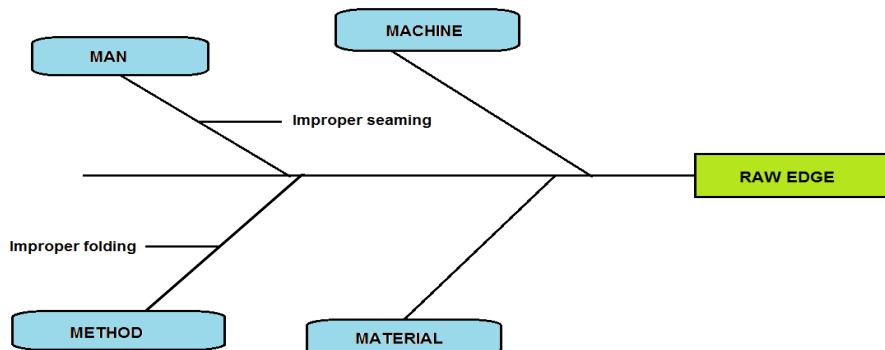 MACHINE
MAN
Improper seaming
RAW EDGE
Improper folding
METHOD
MATERIAL